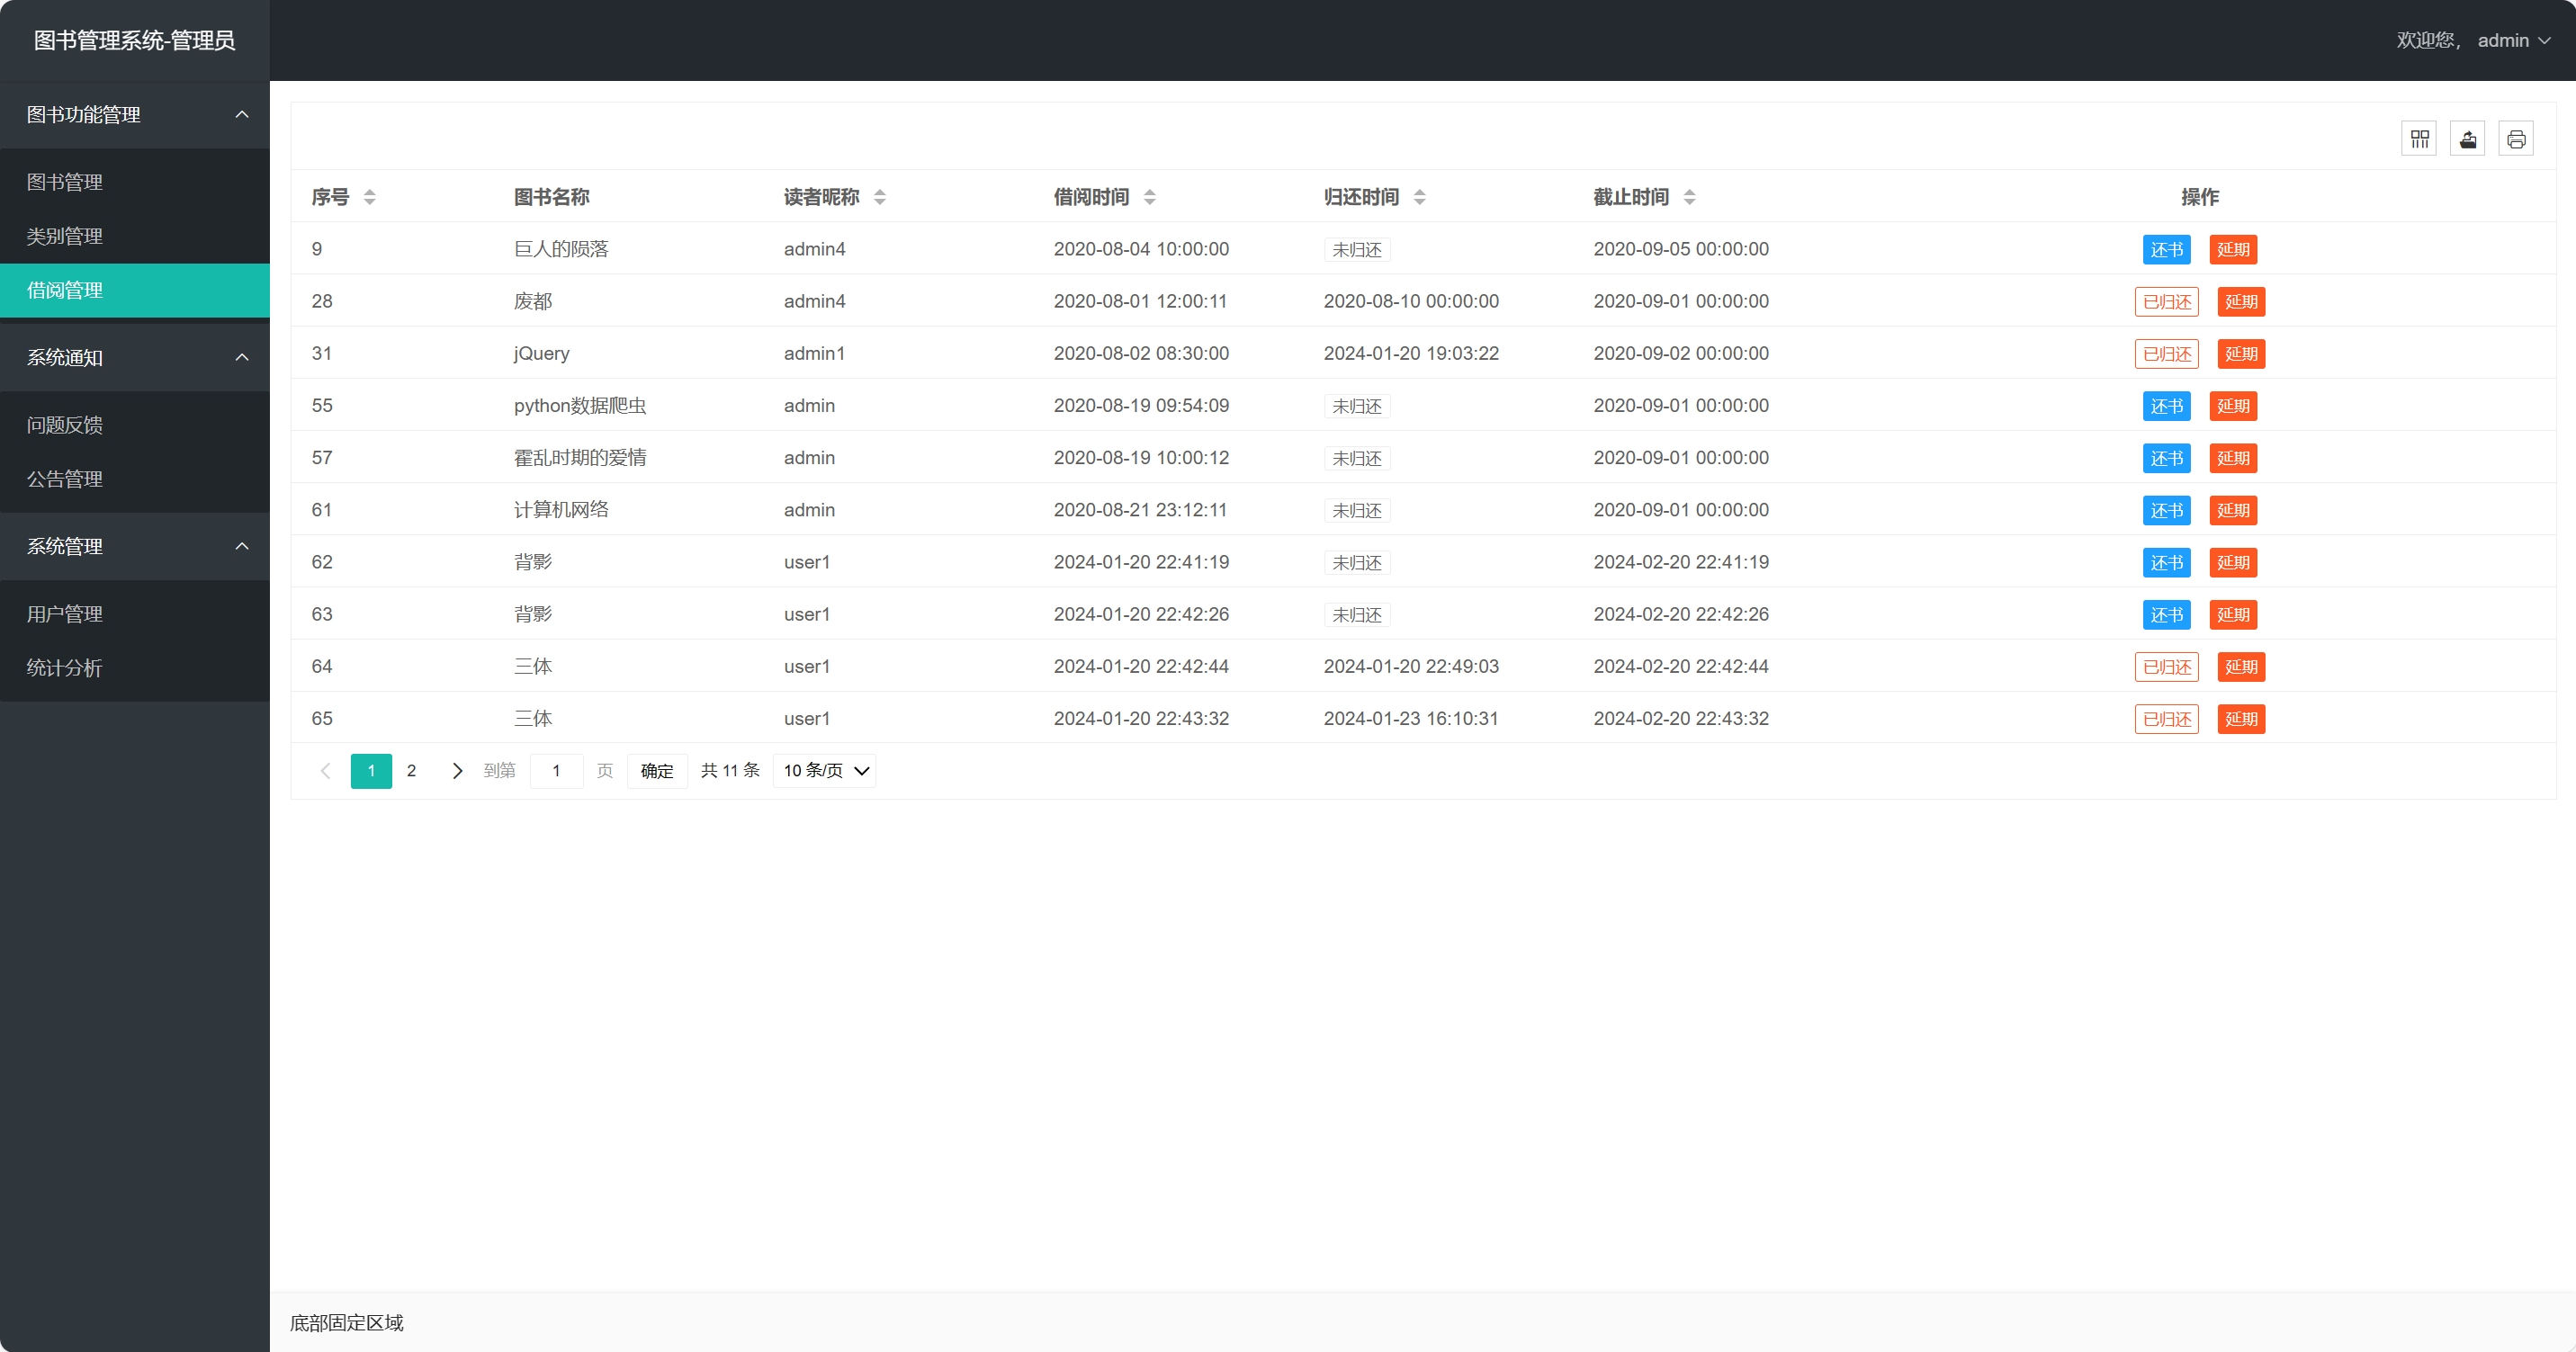 图书管理系统-管理员
欢迎您， admin
图书功能管理
图书管理
类别管理
借阅管理
系统通知
问题反馈
公告管理
系统管理
用户管理
统计分析
序号 图书名称 读者昵称 借阅时间 归还时间 截止时间 操作
9 巨人的陨落 admin4 2020-08-04 10:00:00 未归还 2020-09-05 00:00:00 还书 延期
28 废都 admin4 2020-08-01 12:00:11 2020-08-10 00:00:00 2020-09-01 00:00:00 已归还 延期
31 jQuery admin1 2020-08-02 08:30:00 2024-01-20 19:03:22 2020-09-02 00:00:00 已归还 延期
55 python数据爬虫 admin 2020-08-19 09:54:09 未归还 2020-09-01 00:00:00 还书 延期
57 霍乱时期的爱情 admin 2020-08-19 10:00:12 未归还 2020-09-01 00:00:00 还书 延期
61 计算机网络 admin 2020-08-21 23:12:11 未归还 2020-09-01 00:00:00 还书 延期
62 背影 user1 2024-01-20 22:41:19 未归还 2024-02-20 22:41:19 还书 延期
63 背影 user1 2024-01-20 22:42:26 未归还 2024-02-20 22:42:26 还书 延期
64 三体 user1 2024-01-20 22:42:44 2024-01-20 22:49:03 2024-02-20 22:42:44 已归还 延期
65 三体 user1 2024-01-20 22:43:32 2024-01-23 16:10:31 2024-02-20 22:43:32 已归还 延期
1 2 到第 1 页 确定 共 11 条 10 条/页
底部固定区域